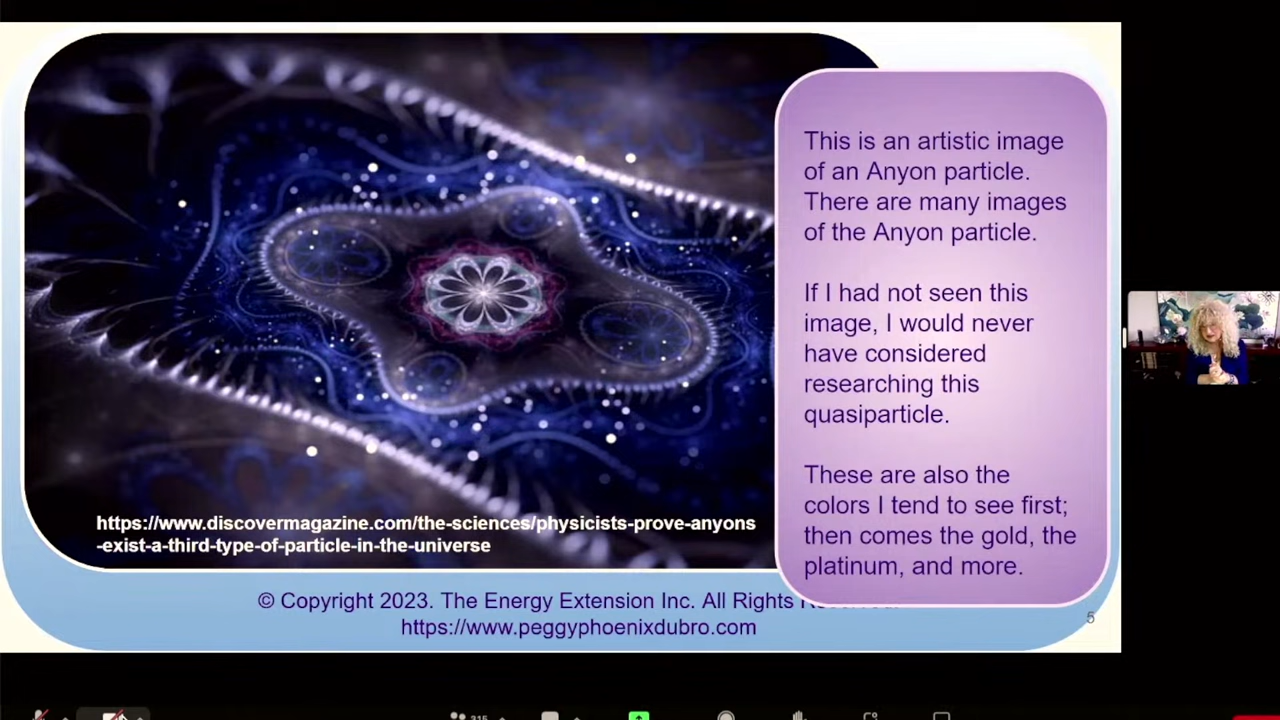 This is an artistic image
of an Anyon particle.
There are many images
of the Anyon particle.
If I had not seen this
image, I would never
have considered
researching this
quasiparticle.
These are also the
colors I tend to see first;
then comes the gold, the
platinum, and more.
https://www.discovermagazine.com/the-sciences/physicists-prove-anyons
-exist-a-third-type-of-particle-in-the-universe
© Copyright 2023. The Energy Extension Inc. All Rights
https://www.peggyphoenixdubro.com
5